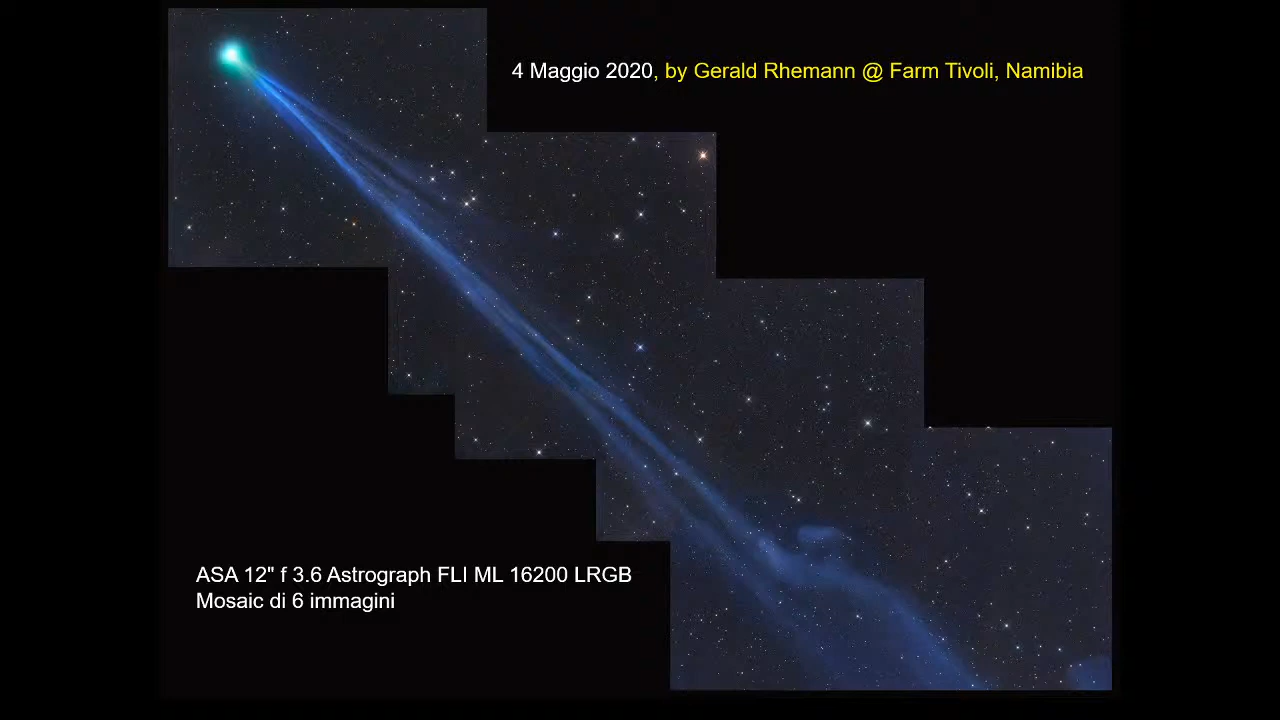 4 Maggio 2020, by Gerald Rhemann @ Farm Tivoli, Namibia
ASA 12" f 3.6 Astrograph FLI ML 16200 LRGB
Mosaic di 6 immagini